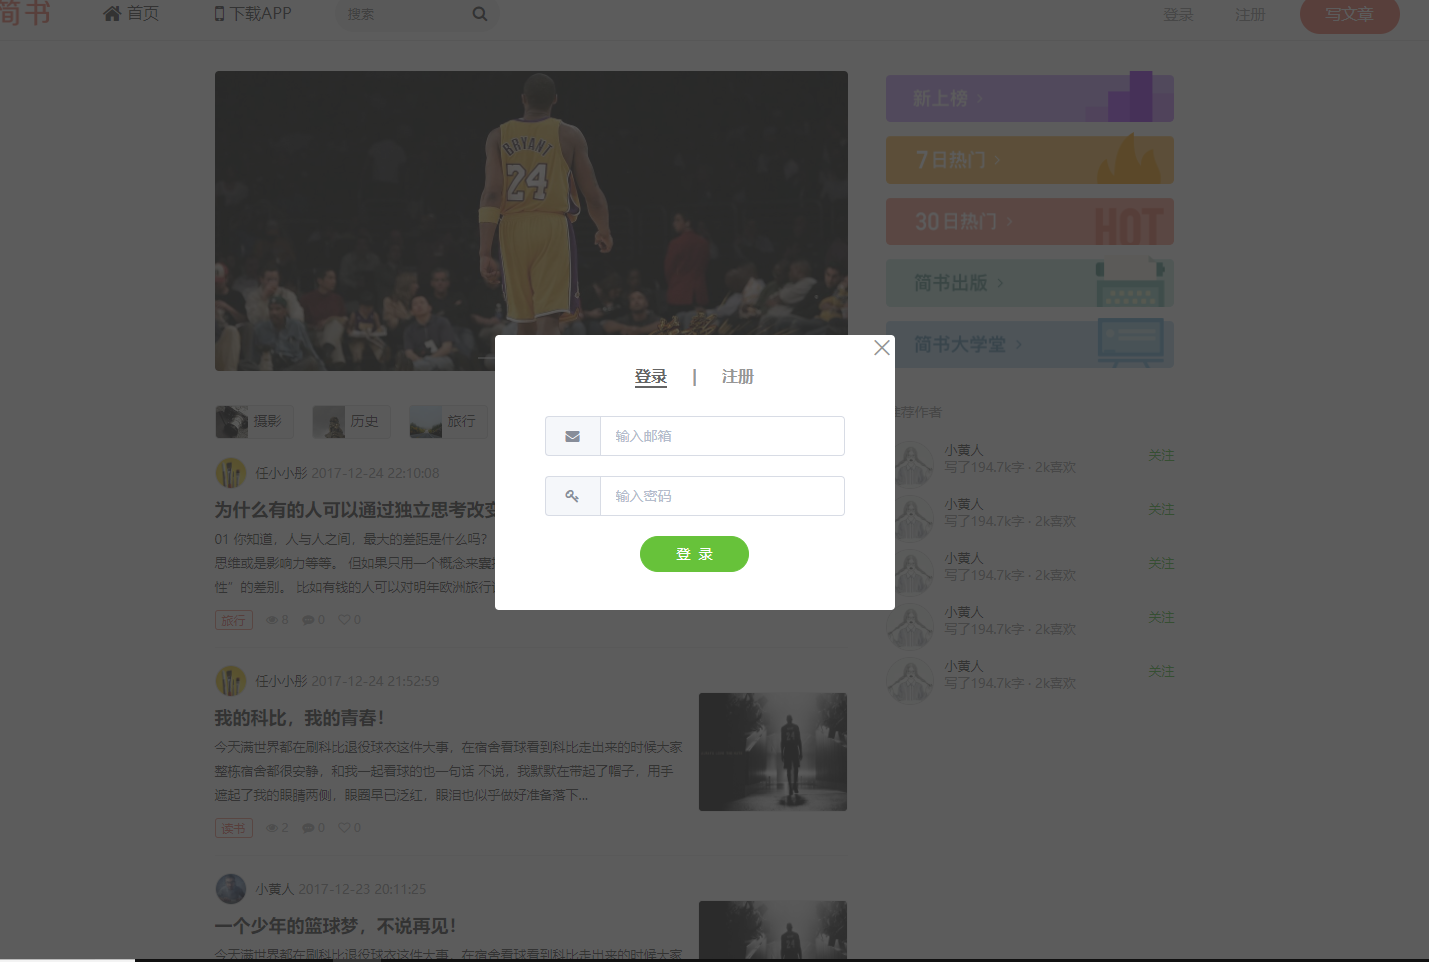 简书
首页
下载APP
搜索
登录
注册
写文章
BRYANT
24
新上榜
7日热门
30日热门
HOT
简书出版
简书大学堂
登录 | 注册
输入邮箱
输入密码
登 录
摄影
历史
旅行
任小小彤 2017-12-24 22:10:08
为什么有的人可以通过独立思考改变
01 你知道,人与人之间,最大的差距是什么吗?
思维或是影响力等等。 但如果只用一个概念来囊
性”的差别。 比如有钱的人可以对明年欧洲旅行
旅行 8 0 0
任小小彤 2017-12-24 21:52:59
我的科比,我的青春!
今天满世界都在刷科比退役球衣这件大事,在宿舍看球看到科比走出来的时候大家
整栋宿舍都很安静,和我一起看球的也一句话 不说,我默默在带起了帽子,用手
遮起了我的眼睛两侧,眼圈早已泛红,眼泪也似乎做好准备落下...
读书 2 0 0
小黄人 2017-12-23 20:11:25
一个少年的篮球梦,不说再见!
今天满世界都在刷科比退役球衣这件大事,在宿舍看球看到科比走出来的时候大家
推荐作者
小黄人
写了194.7k字 - 2k喜欢
关注
小黄人
写了194.7k字 - 2k喜欢
关注
小黄人
写了194.7k字 - 2k喜欢
关注
小黄人
写了194.7k字 - 2k喜欢
关注
小黄人
写了194.7k字 - 2k喜欢
关注